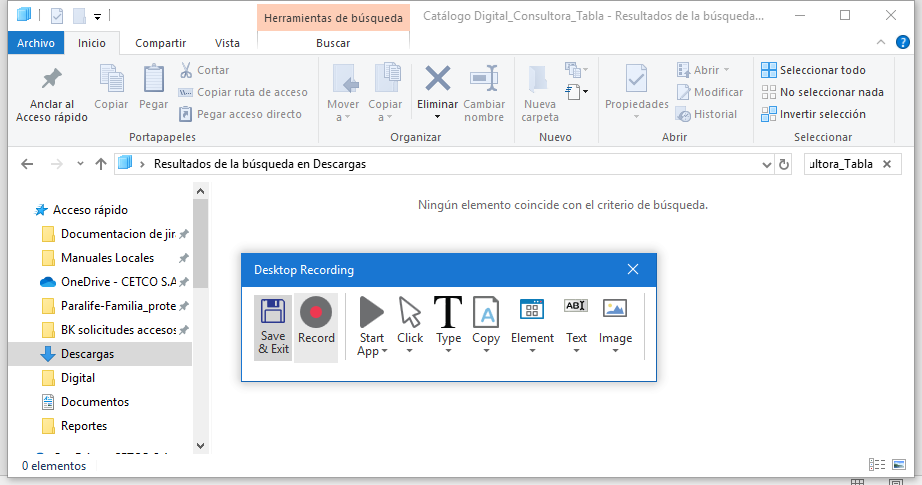 Herramientas de búsqueda
Catálogo Digital_Consultora_Tabla - Resultados de la búsqueda...
Archivo
Inicio
Compartir
Vista
Buscar
Anclar al
Acceso rápido
Copiar
Pegar
Cortar
Copiar ruta de acceso
Pegar acceso directo
Portapapeles
Mover
a
Copiar
a
Eliminar
Cambiar
nombre
Organizar
Nueva
carpeta
Nuevo
Propiedades
Abrir
Modificar
Historial
Abrir
Seleccionar todo
No seleccionar nada
Invertir selección
Seleccionar
Resultados de la búsqueda en Descargas
ultora_Tabla
Acceso rápido
Documentacion de jir
Manuales Locales
OneDrive - CETCO S.A
Paralife-Familia_prote
BK solicitudes accesos
Descargas
Digital
Documentos
Reportes
Ningún elemento coincide con el criterio de búsqueda.
Desktop Recording
Save
& Exit
Record
Start
App
Click
Type
Copy
Element
Text
Image
T
A
AB
0 elementos